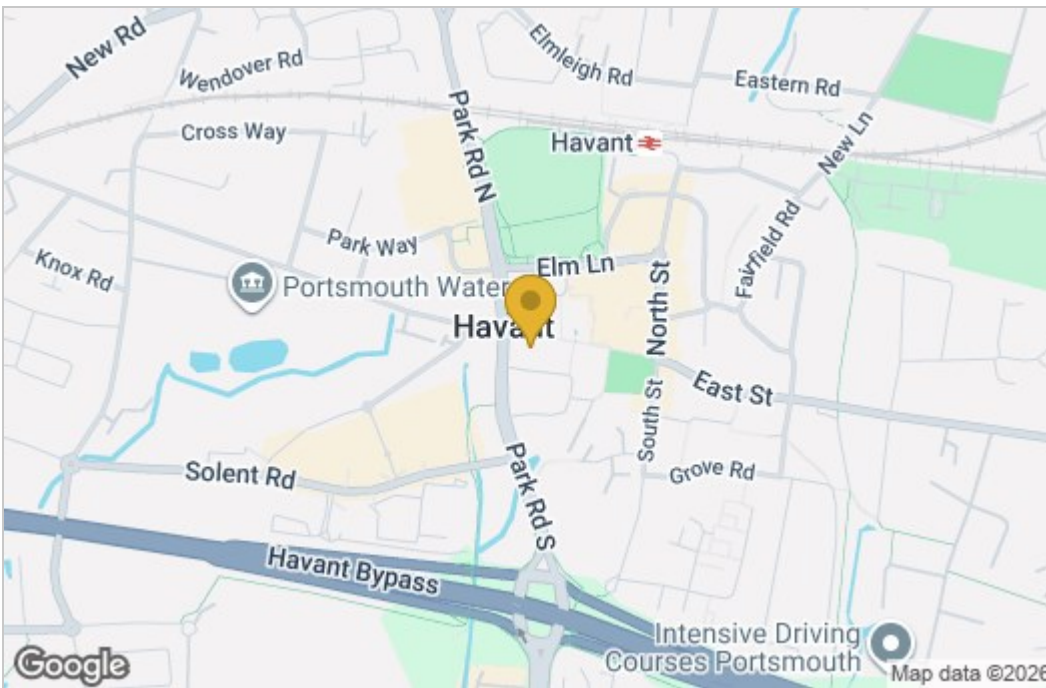 New Rd
Wendover Rd
Elmleigh Rd
Eastern Rd
Cross Way
Park Rd N
Havant
New Ln
Park Way
Knox Rd
Elm Ln
Fairfield Rd
Portsmouth Water
Havant
North St
East St
South St
Solent Rd
Park Rd S
Grove Rd
Havant Bypass
Intensive Driving
Courses Portsmouth
Google
Map data ©2026